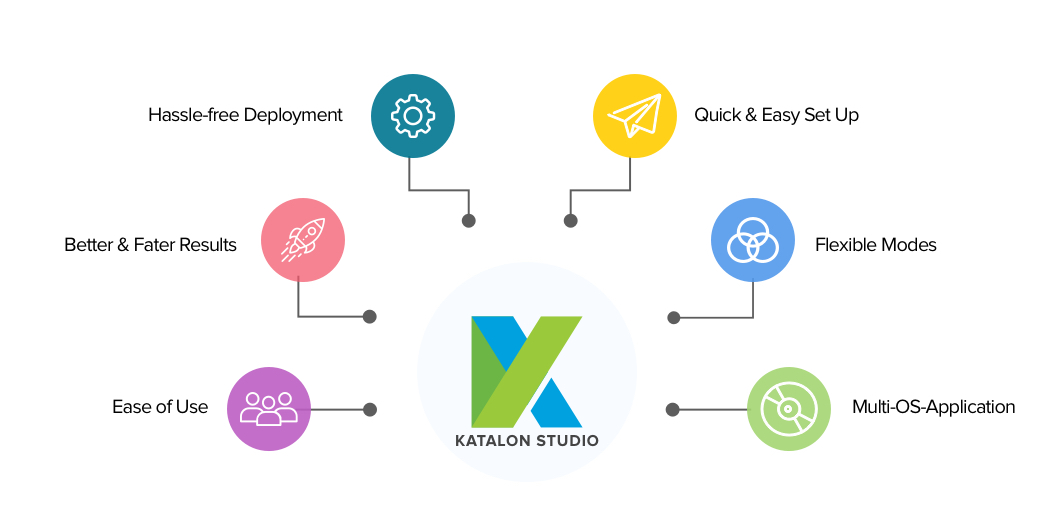 Hassle-free Deployment
Quick & Easy Set Up
Better & Fater Results
Flexible Modes
Ease of Use
Multi-OS-Application
KATALON STUDIO